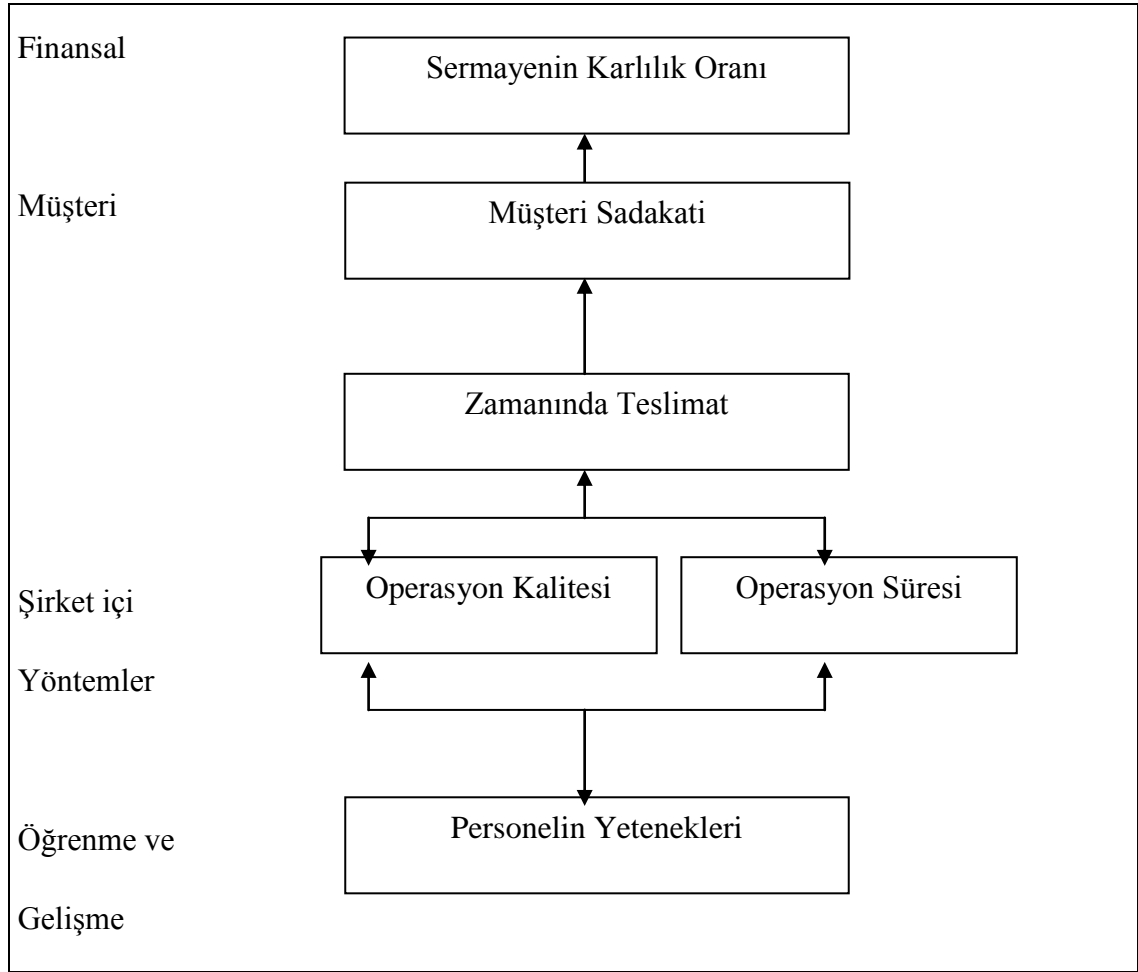 Finansal
Sermayenin Karlılık Oranı
Müşteri
Müşteri Sadakati
Zamanında Teslimat
Operasyon Kalitesi
Operasyon Süresi
Şirket içi
Yöntemler
Personelin Yetenekleri
Öğrenme ve
Gelişme